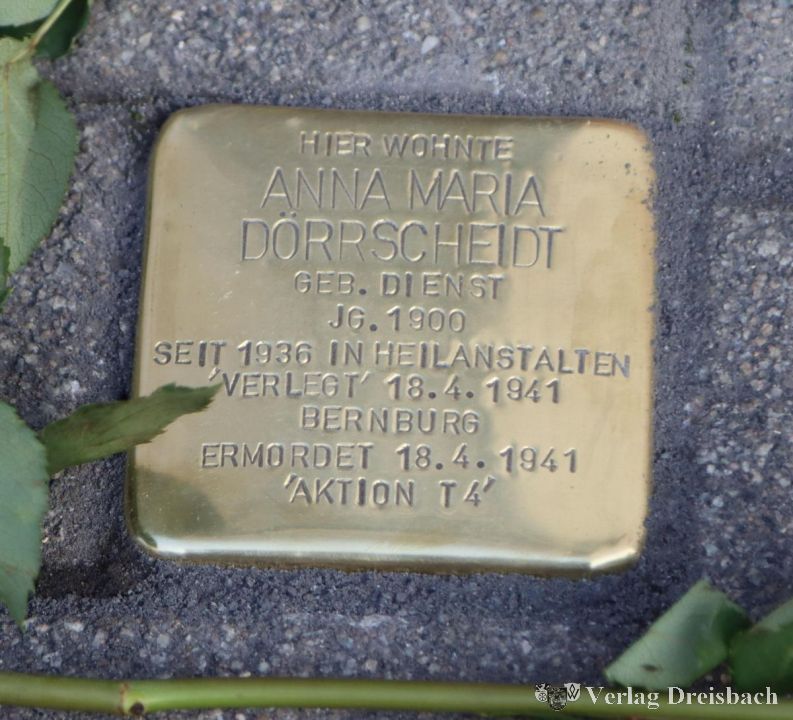 HIER WOHNTE
ANNA MARIA
DÖRRSCHEIDT
GEB. DIENST
JG. 1900
SEIT 1936 IN HEILANSTALTEN
'VERLEGT' 18.4.1941
BERNBURG
ERMORDET 18.4.1941
'AKTION T4'
Verlag Dreisbach